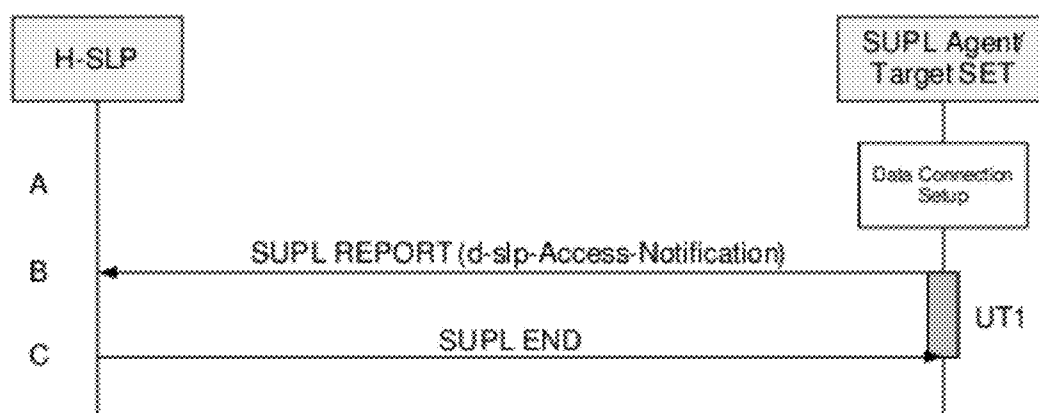 H-SLP
SUPL Agent/
Target SET
A
Data Connection
Setup
SUPL REPORT (d-slp-Access-Notification)
B
UT1
SUPL END
C